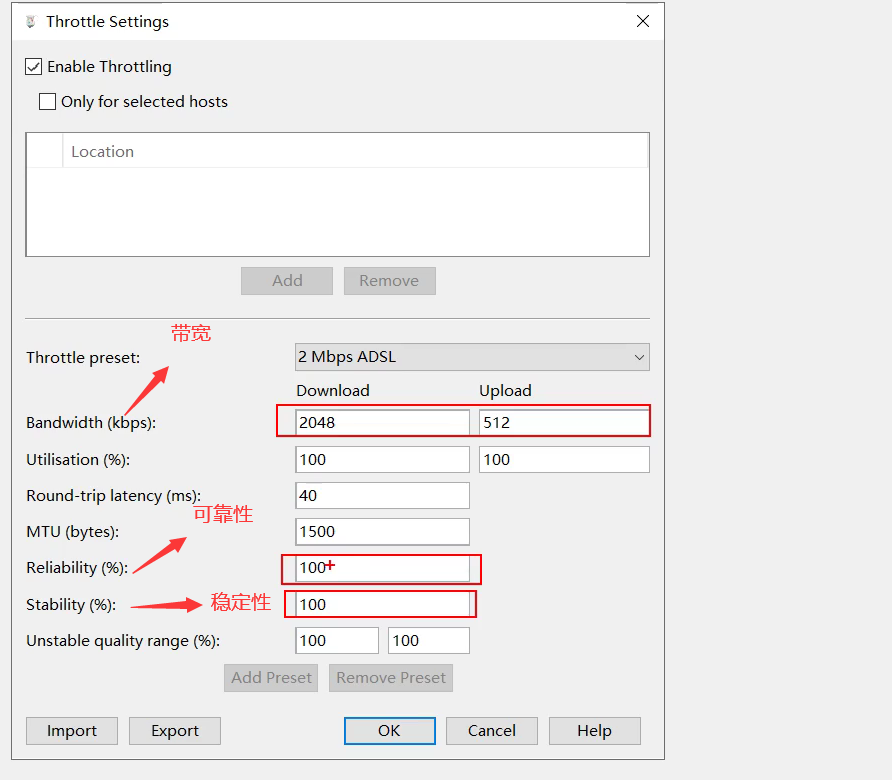 Throttle Settings
Enable Throttling
Only for selected hosts
Location
Add Remove
带宽
Throttle preset: 2 Mbps ADSL
Download Upload
Bandwidth (kbps): 2048 512
Utilisation (%): 100 100
Round-trip latency (ms): 40
可靠性
MTU (bytes): 1500
Reliability (%): 100
Stability (%): 稳定性 100
Unstable quality range (%): 100 100
Add Preset Remove Preset
Import Export OK Cancel Help